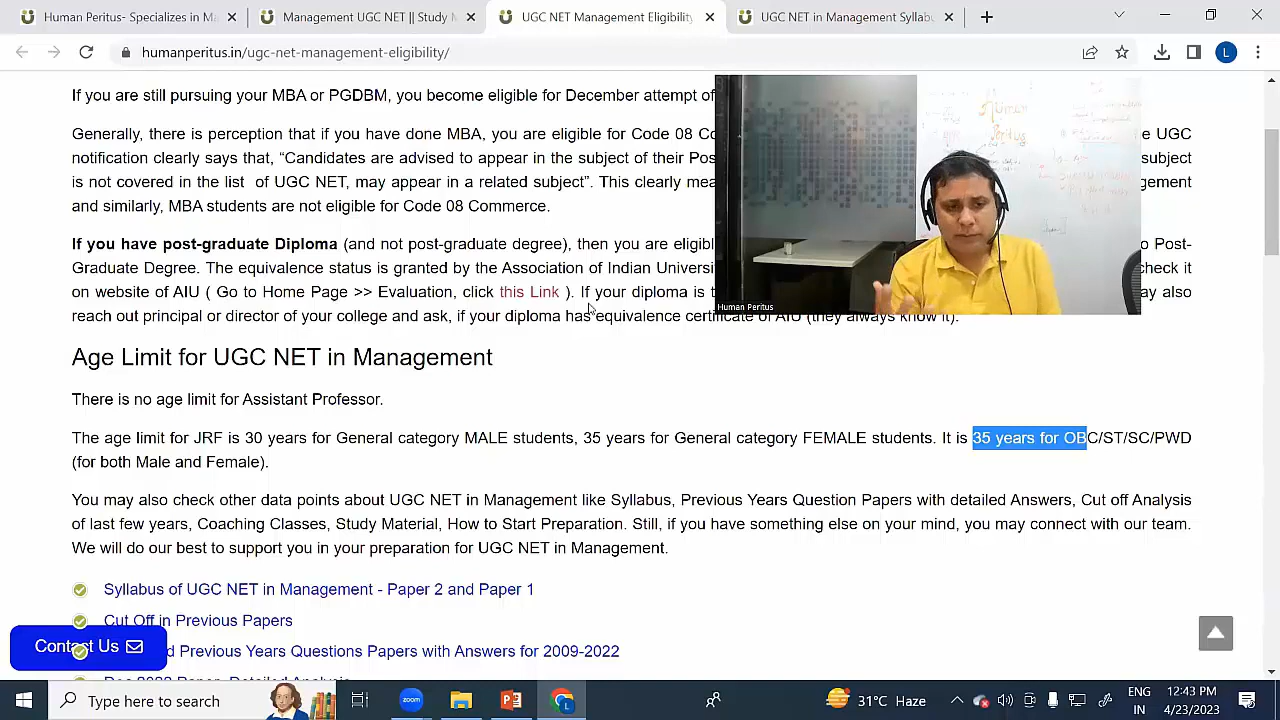 Human Peritus- Specializes in Ma
Management UGC NET || Study M
UGC NET Management Eligibility
UGC NET in Management Syllabu
humanperitus.in/ugc-net-management-eligibility/
L
If you are still pursuing your MBA or PGDBM, you become eligible for December attempt of
Generally, there is perception that if you have done MBA, you are eligible for Code 08 Co e UGC
notification clearly says that, “Candidates are advised to appear in the subject of their Pos subject
is not covered in the list of UGC NET, may appear in a related subject”. This clearly mea gement
and similarly, MBA students are not eligible for Code 08 Commerce.
If you have post-graduate Diploma (and not post-graduate degree), then you are eligibl o Post-
Graduate Degree. The equivalence status is granted by the Association of Indian Universi check it
on website of AIU ( Go to Home Page >> Evaluation, click this Link ). If your diploma is t ay also
reach out principal or director of your college and ask, if your diploma has equivalence certificate of AIU (they always know it).
Human Peritus
Age Limit for UGC NET in Management
There is no age limit for Assistant Professor.
The age limit for JRF is 30 years for General category MALE students, 35 years for General category FEMALE students. It is 35 years for OBC/ST/SC/PWD
(for both Male and Female).
You may also check other data points about UGC NET in Management like Syllabus, Previous Years Question Papers with detailed Answers, Cut off Analysis
of last few years, Coaching Classes, Study Material, How to Start Preparation. Still, if you have something else on your mind, you may connect with our team.
We will do our best to support you in your preparation for UGC NET in Management.
Syllabus of UGC NET in Management - Paper 2 and Paper 1
Cut Off in Previous Papers
Contact Us
d Previous Years Questions Papers with Answers for 2009-2022
Dec 2022 Paper- Detailed Analysis
Type here to search
zoom
31°C Haze
ENG
IN
12:43 PM
4/23/2023